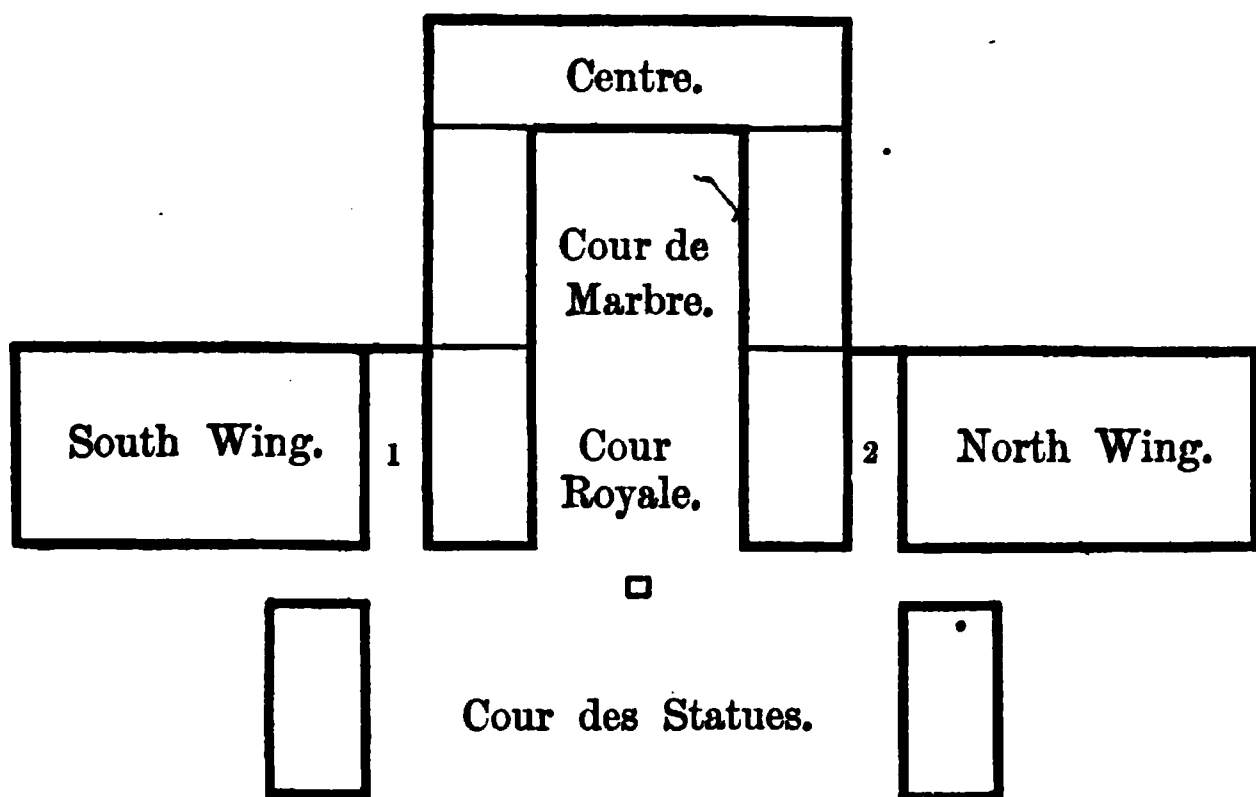 Centre.
Cour de
Marbre.
South Wing.
1
Cour
Royale.
2
North Wing.
Cour des Statues.